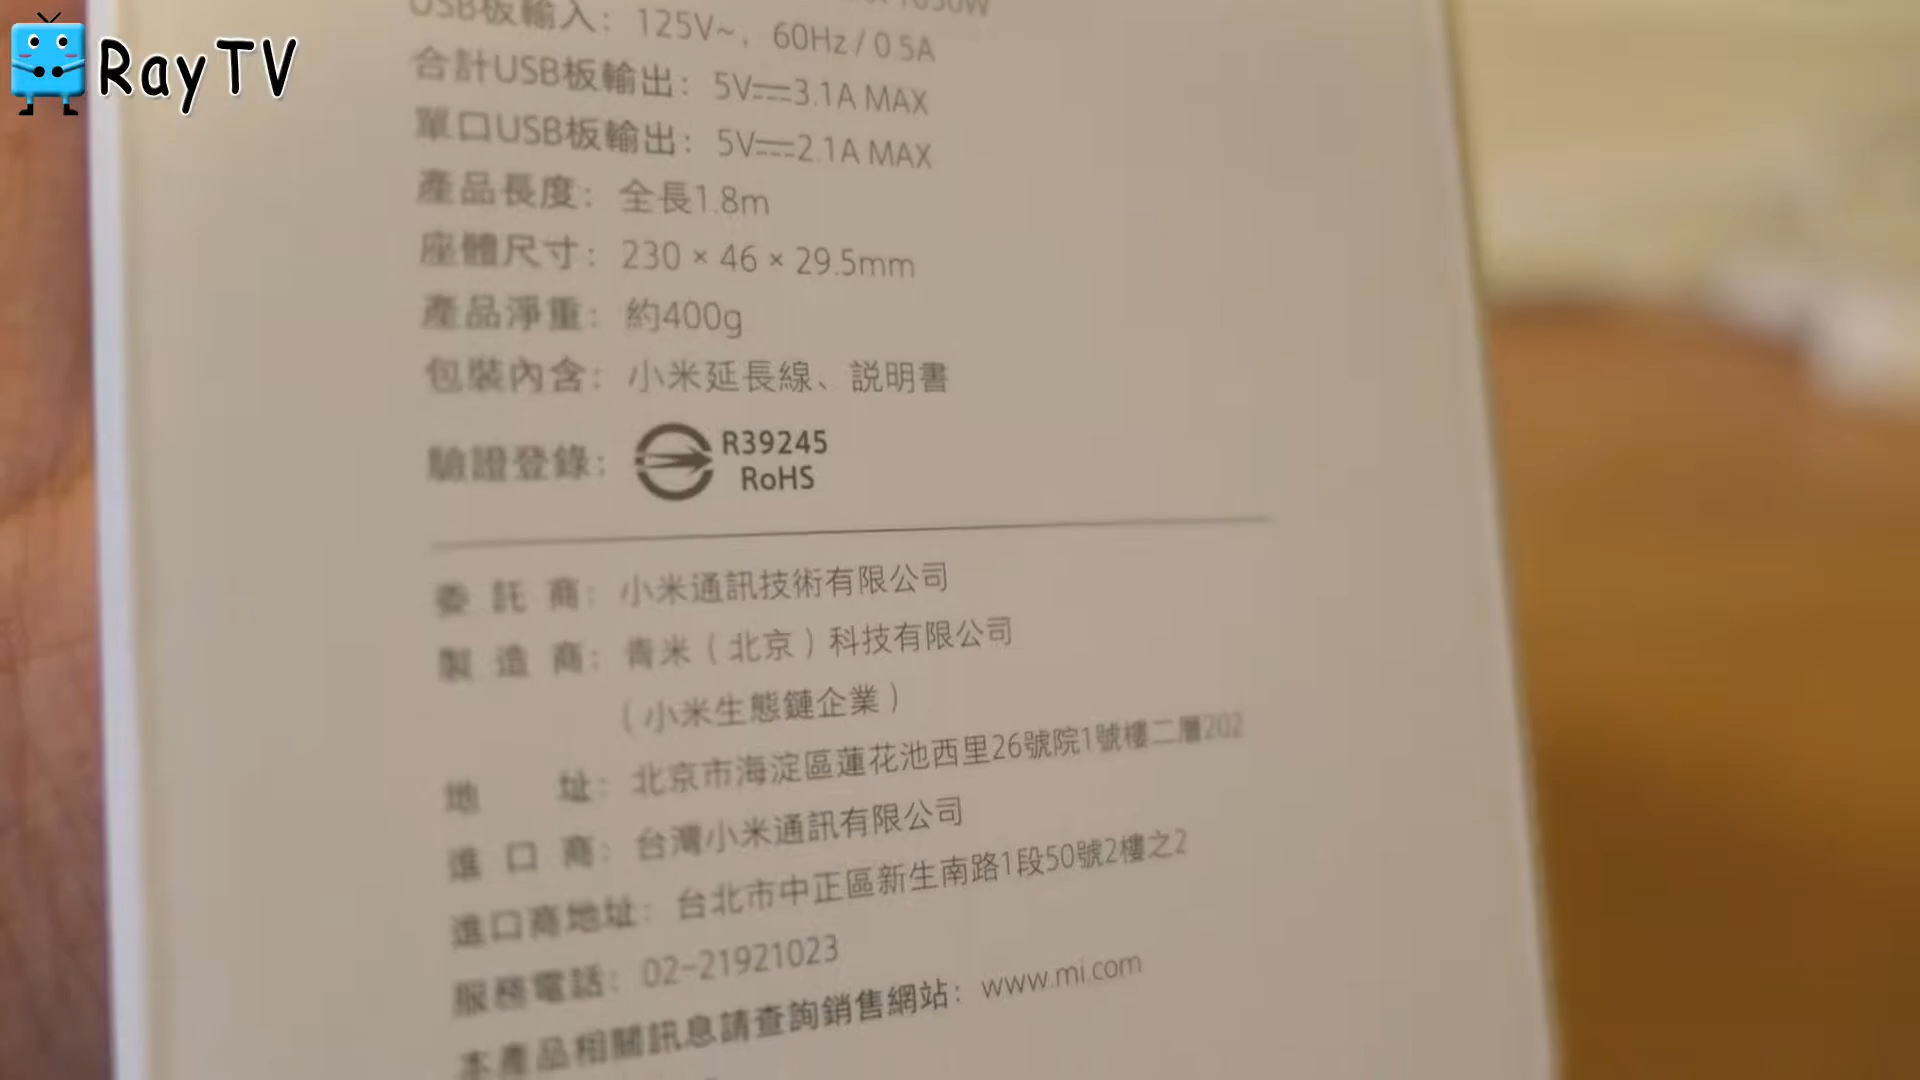 RayTV
1650W
USB板輸入：125V~，60Hz / 0.5A
合計USB板輸出：5V⎓3.1A MAX
單口USB板輸出：5V⎓2.1A MAX
產品長度：全長1.8m
座體尺寸：230 × 46 × 29.5mm
產品淨重：約400g
包裝內含：小米延長線、説明書
驗證登錄：
R39245
RoHS
委託商：小米通訊技術有限公司
製造商：青米（北京）科技有限公司
（小米生態鏈企業）
地址：北京市海淀區蓮花池西里26號院1號樓二層202
進口商：台灣小米通訊有限公司
進口商地址：台北市中正區新生南路1段50號2樓之2
服務電話：02-21921023
本產品相關訊息請查詢銷售網站：www.mi.com